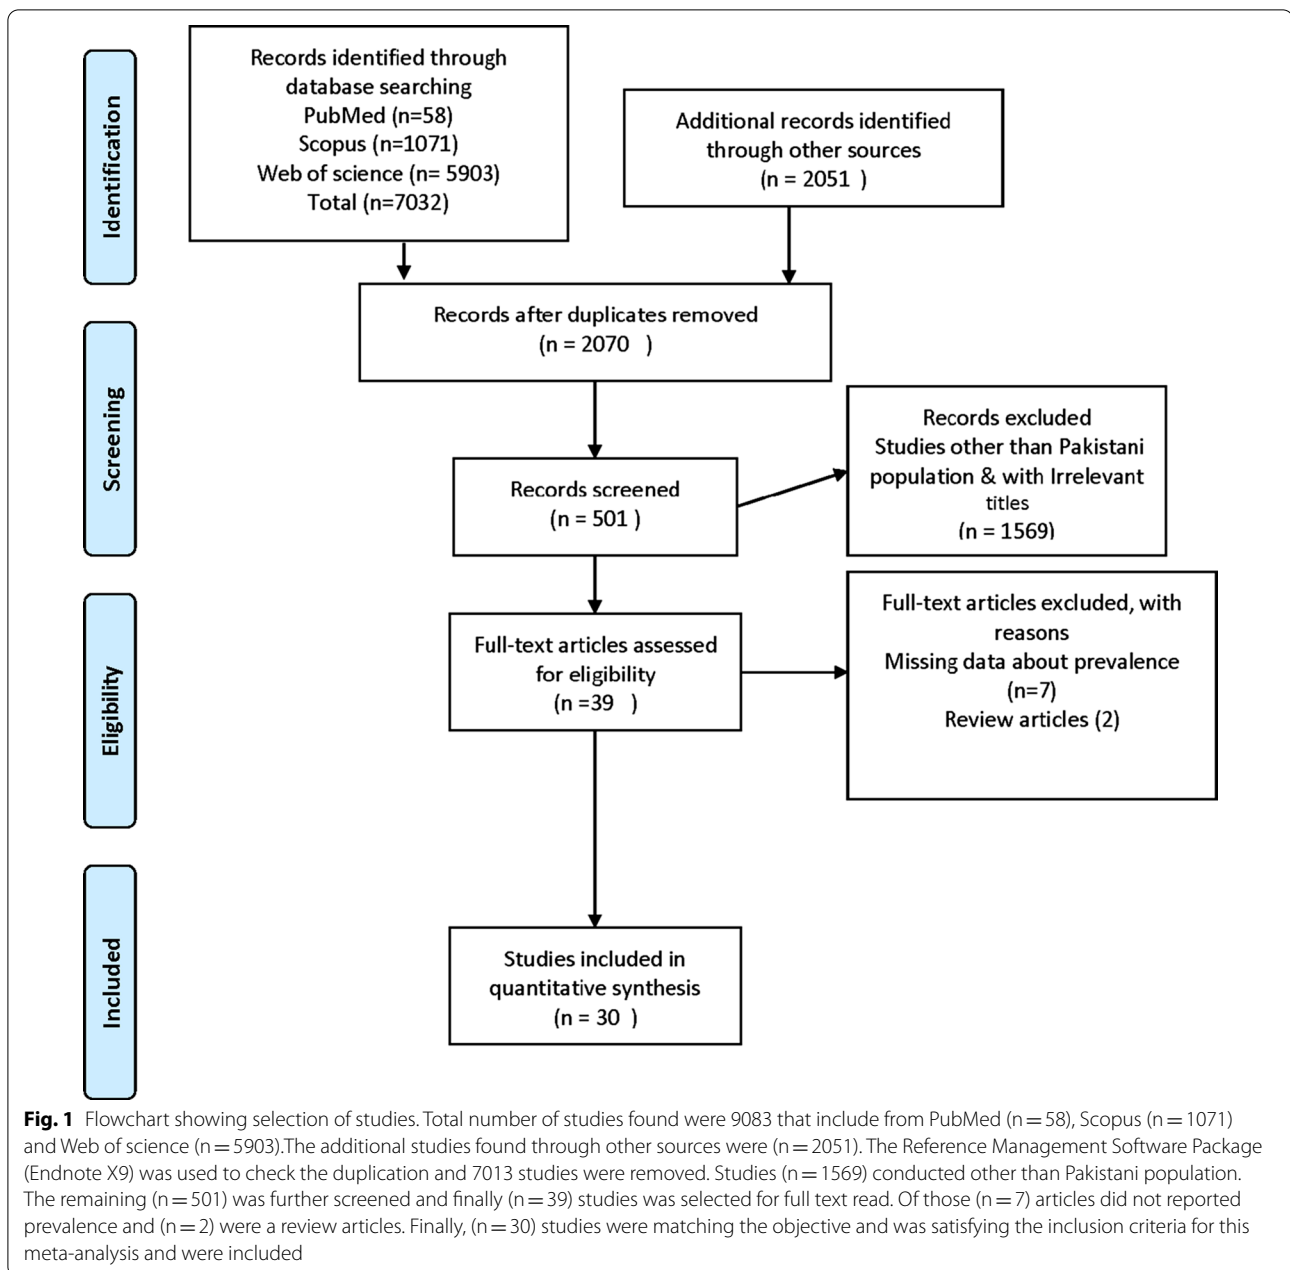 Identification
Records identified through
database searching
PubMed (n=58)
Scopus (n=1071)
Web of science (n= 5903)
Total (n=7032)
Additional records identified
through other sources
(n = 2051 )
Records after duplicates removed
(n = 2070 )
Screening
Records screened
(n = 501 )
Records excluded
Studies other than Pakistani
population & with Irrelevant
titles
(n = 1569)
Eligibility
Full-text articles assessed
for eligibility
(n =39 )
Full-text articles excluded, with
reasons
Missing data about prevalence
(n=7)
Review articles (2)
Included
Studies included in
quantitative synthesis
(n = 30 )
Fig. 1 Flowchart showing selection of studies. Total number of studies found were 9083 that include from PubMed (n = 58), Scopus (n = 1071)
and Web of science (n = 5903).The additional studies found through other sources were (n = 2051). The Reference Management Software Package
(Endnote X9) was used to check the duplication and 7013 studies were removed. Studies (n = 1569) conducted other than Pakistani population.
The remaining (n = 501) was further screened and finally (n = 39) studies was selected for full text read. Of those (n = 7) articles did not reported
prevalence and (n = 2) were a review articles. Finally, (n = 30) studies were matching the objective and was satisfying the inclusion criteria for this
meta-analysis and were included